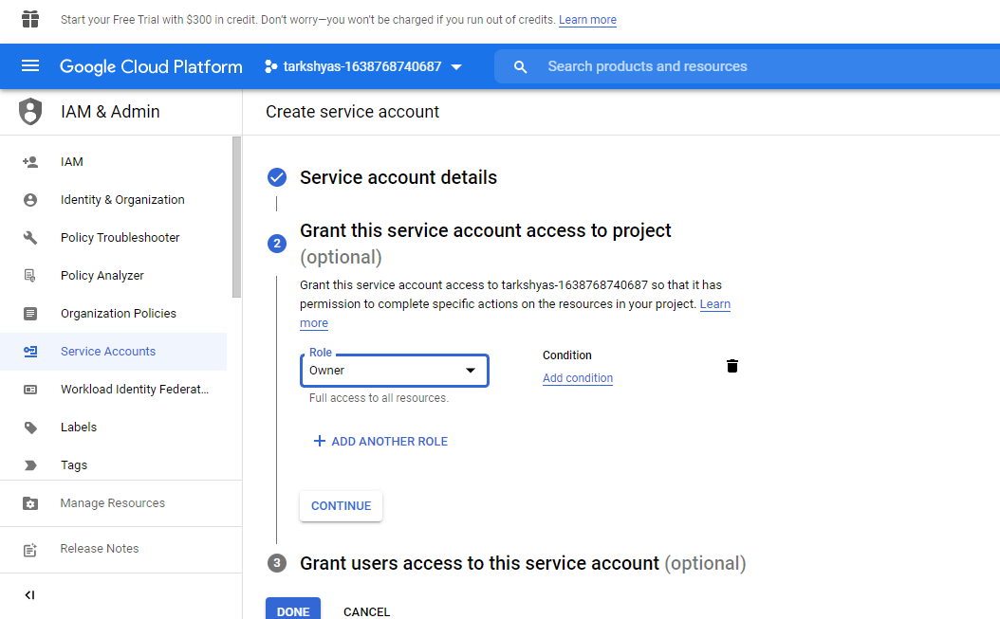 Start your Free Trial with $300 in credit. Don't worry—you won't be charged if you run out of credits. Learn more
Google Cloud Platform
tarkshyas-1638768740687
Search products and resources
IAM & Admin
Create service account
IAM
Identity & Organization
Policy Troubleshooter
Policy Analyzer
Organization Policies
Service Accounts
Workload Identity Federat...
Labels
Tags
Manage Resources
Release Notes
Service account details
2
Grant this service account access to project
(optional)
Grant this service account access to tarkshyas-1638768740687 so that it has
permission to complete specific actions on the resources in your project. Learn
more
Role
Owner
Full access to all resources.
Condition
Add condition
ADD ANOTHER ROLE
CONTINUE
3
Grant users access to this service account (optional)
DONE
CANCEL